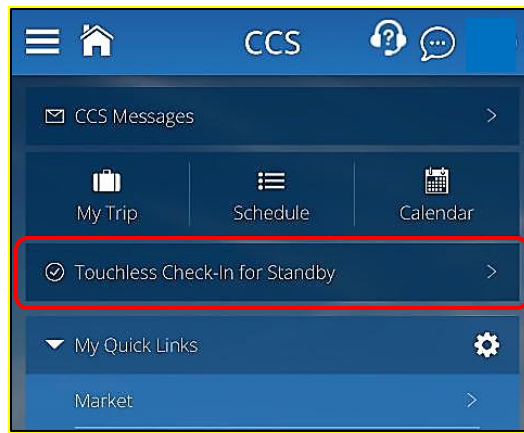 CCS
CCS Messages
My Trip
Schedule
Calendar
Touchless Check-In for Standby
My Quick Links
Market